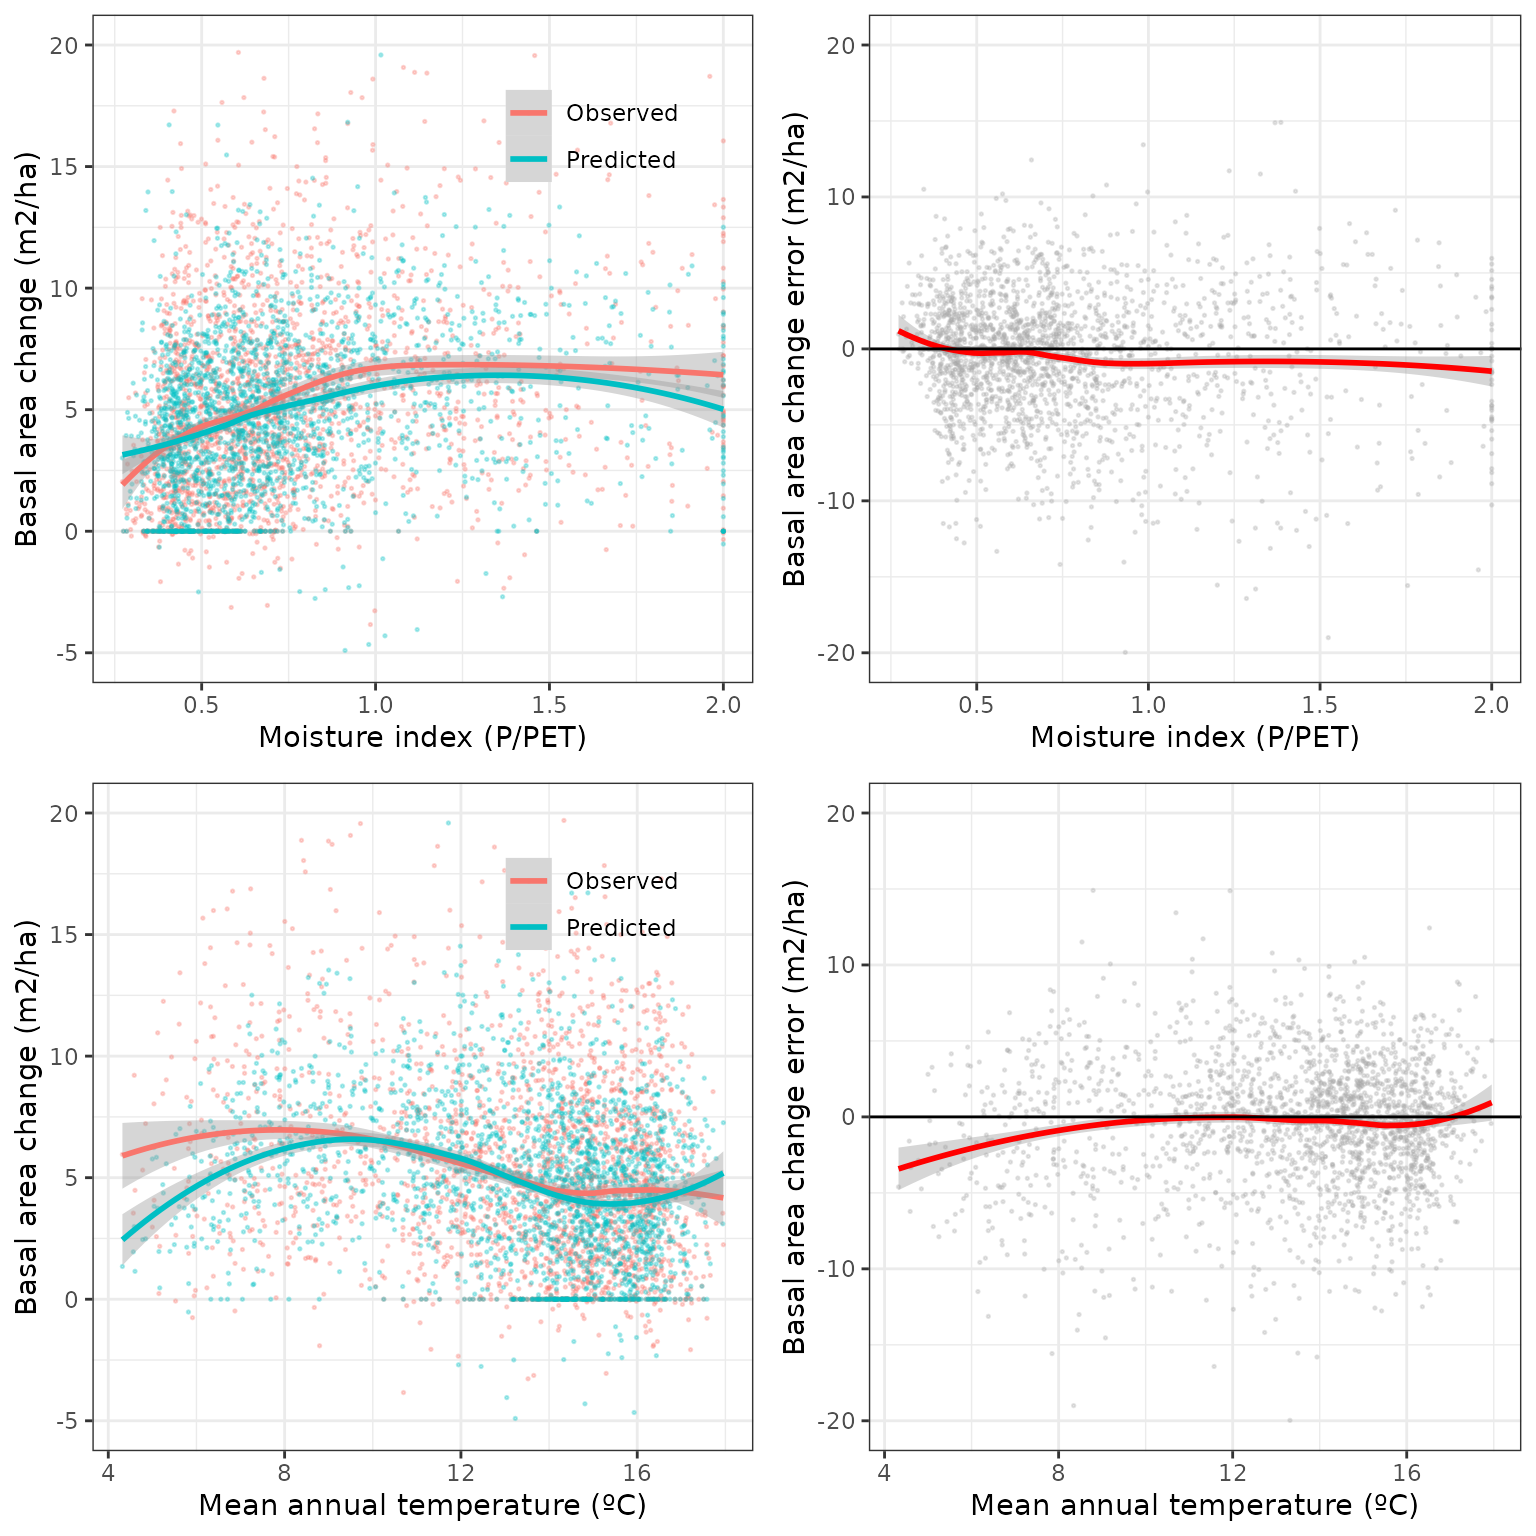 20
15
10
5
0
-5
Basal area change (m2/ha)
Observed
Predicted
0.5 1.0 1.5 2.0
Moisture index (P/PET)
20
10
0
-10
-20
Basal area change error (m2/ha)
0.5 1.0 1.5 2.0
Moisture index (P/PET)
20
15
10
5
0
-5
Basal area change (m2/ha)
Observed
Predicted
4 8 12 16
Mean annual temperature (ºC)
20
10
0
-10
-20
Basal area change error (m2/ha)
4 8 12 16
Mean annual temperature (ºC)